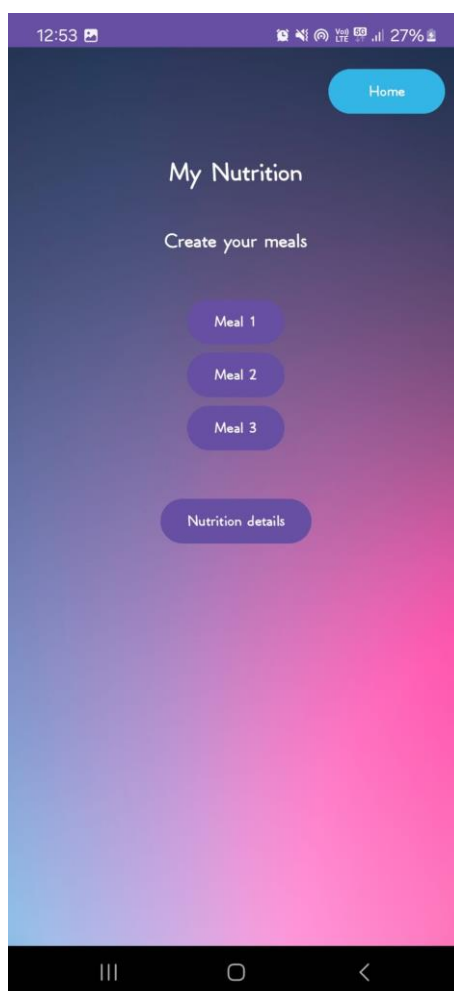 12:53
27%
Home
My Nutrition
Create your meals
Meal 1
Meal 2
Meal 3
Nutrition details